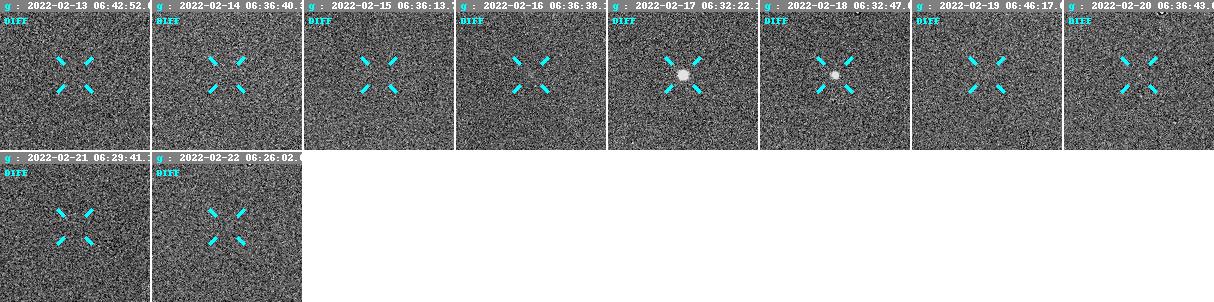 g : 2022-02-13 06:42:52.
DIFF
g : 2022-02-14 06:36:40.
DIFF
g : 2022-02-15 06:36:13.
DIFF
g : 2022-02-16 06:36:38.
DIFF
g : 2022-02-17 06:32:22.
DIFF
g : 2022-02-18 06:32:47.
DIFF
g : 2022-02-19 06:46:17.
DIFF
g : 2022-02-20 06:36:43.
DIFF
g : 2022-02-21 06:29:41.
DIFF
g : 2022-02-22 06:26:02.
DIFF